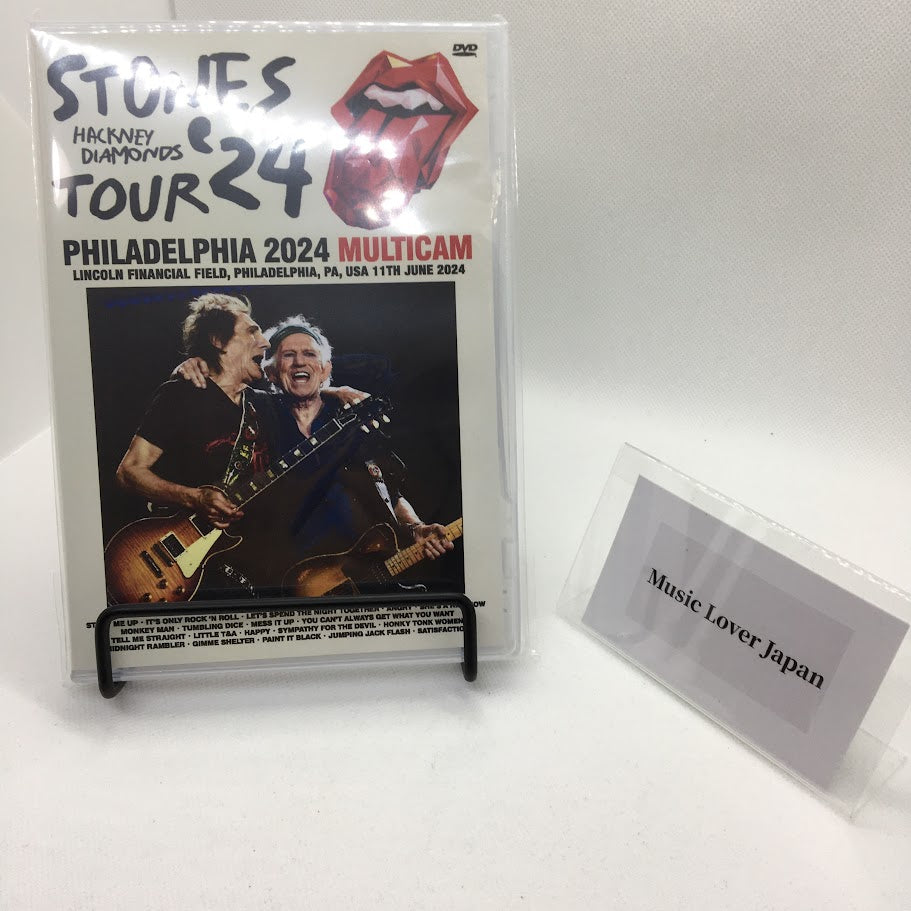 DVD
STONES
HACKNEY
DIAMONDS
TOUR '24
PHILADELPHIA 2024 MULTICAM
LINCOLN FINANCIAL FIELD, PHILADELPHIA, PA, USA 11TH JUNE 2024
ME UP · IT'S ONLY ROCK 'N ROLL · LET'S SPEND THE NIGHT TOGETHER · ANGRY · SHE'S A
MONKEY MAN · TUMBLING DICE · MESS IT UP · YOU CAN'T ALWAYS GET WHAT YOU WANT
TELL ME STRAIGHT · LITTLE T&A · HAPPY · SYMPATHY FOR THE DEVIL · HONKY TONK WOMEN
MIDNIGHT RAMBLER · GIMME SHELTER · PAINT IT BLACK · JUMPING JACK FLASH · SATISFACTIO
Music Lover Japan